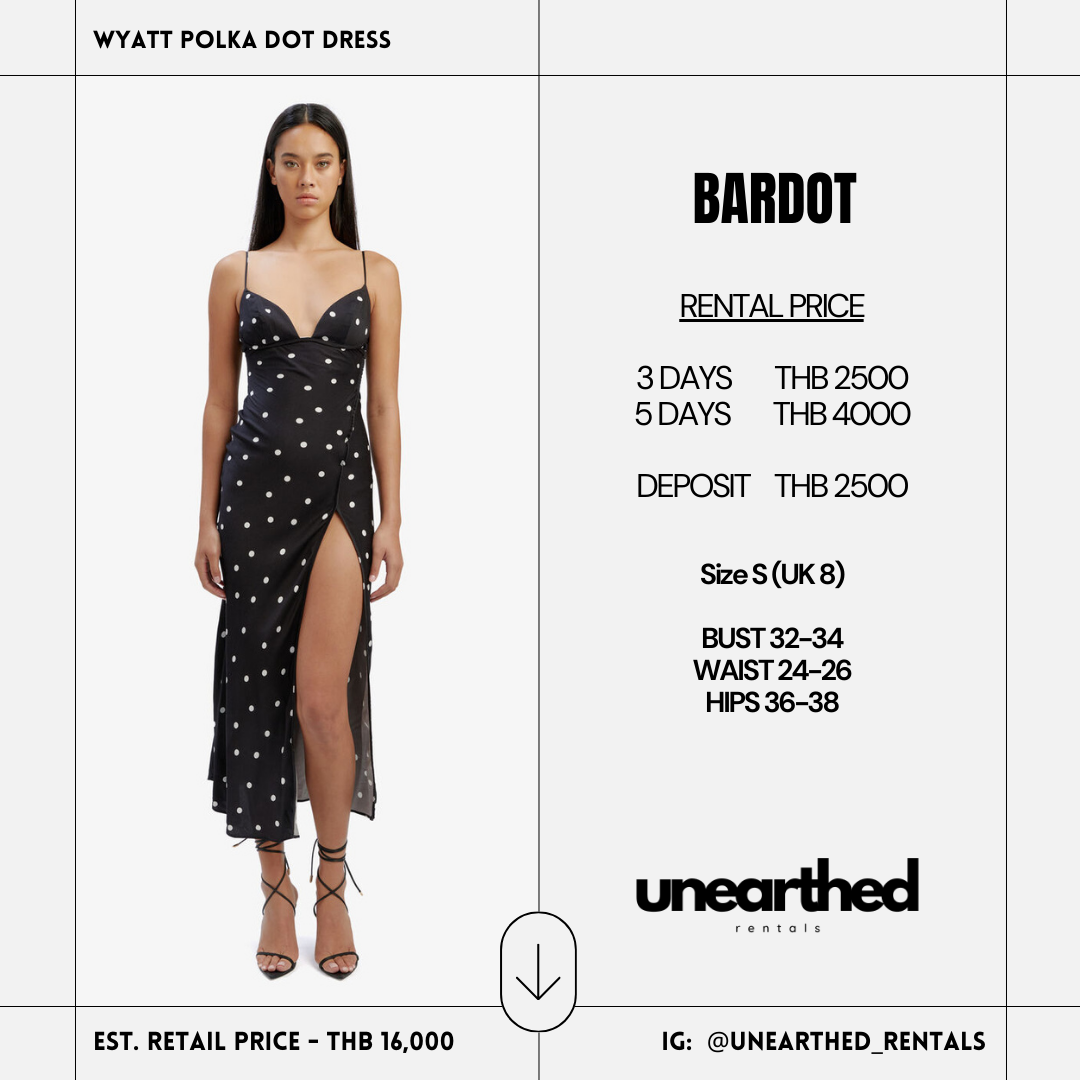 WYATT POLKA DOT DRESS
BARDOT
RENTAL PRICE
3 DAYS THB 2500
5 DAYS THB 4000
DEPOSIT THB 2500
Size S (UK 8)
BUST 32-34
WAIST 24-26
HIPS 36-38
unearthed
rentals
EST. RETAIL PRICE - THB 16,000
IG: @UNEARTHED_RENTALS